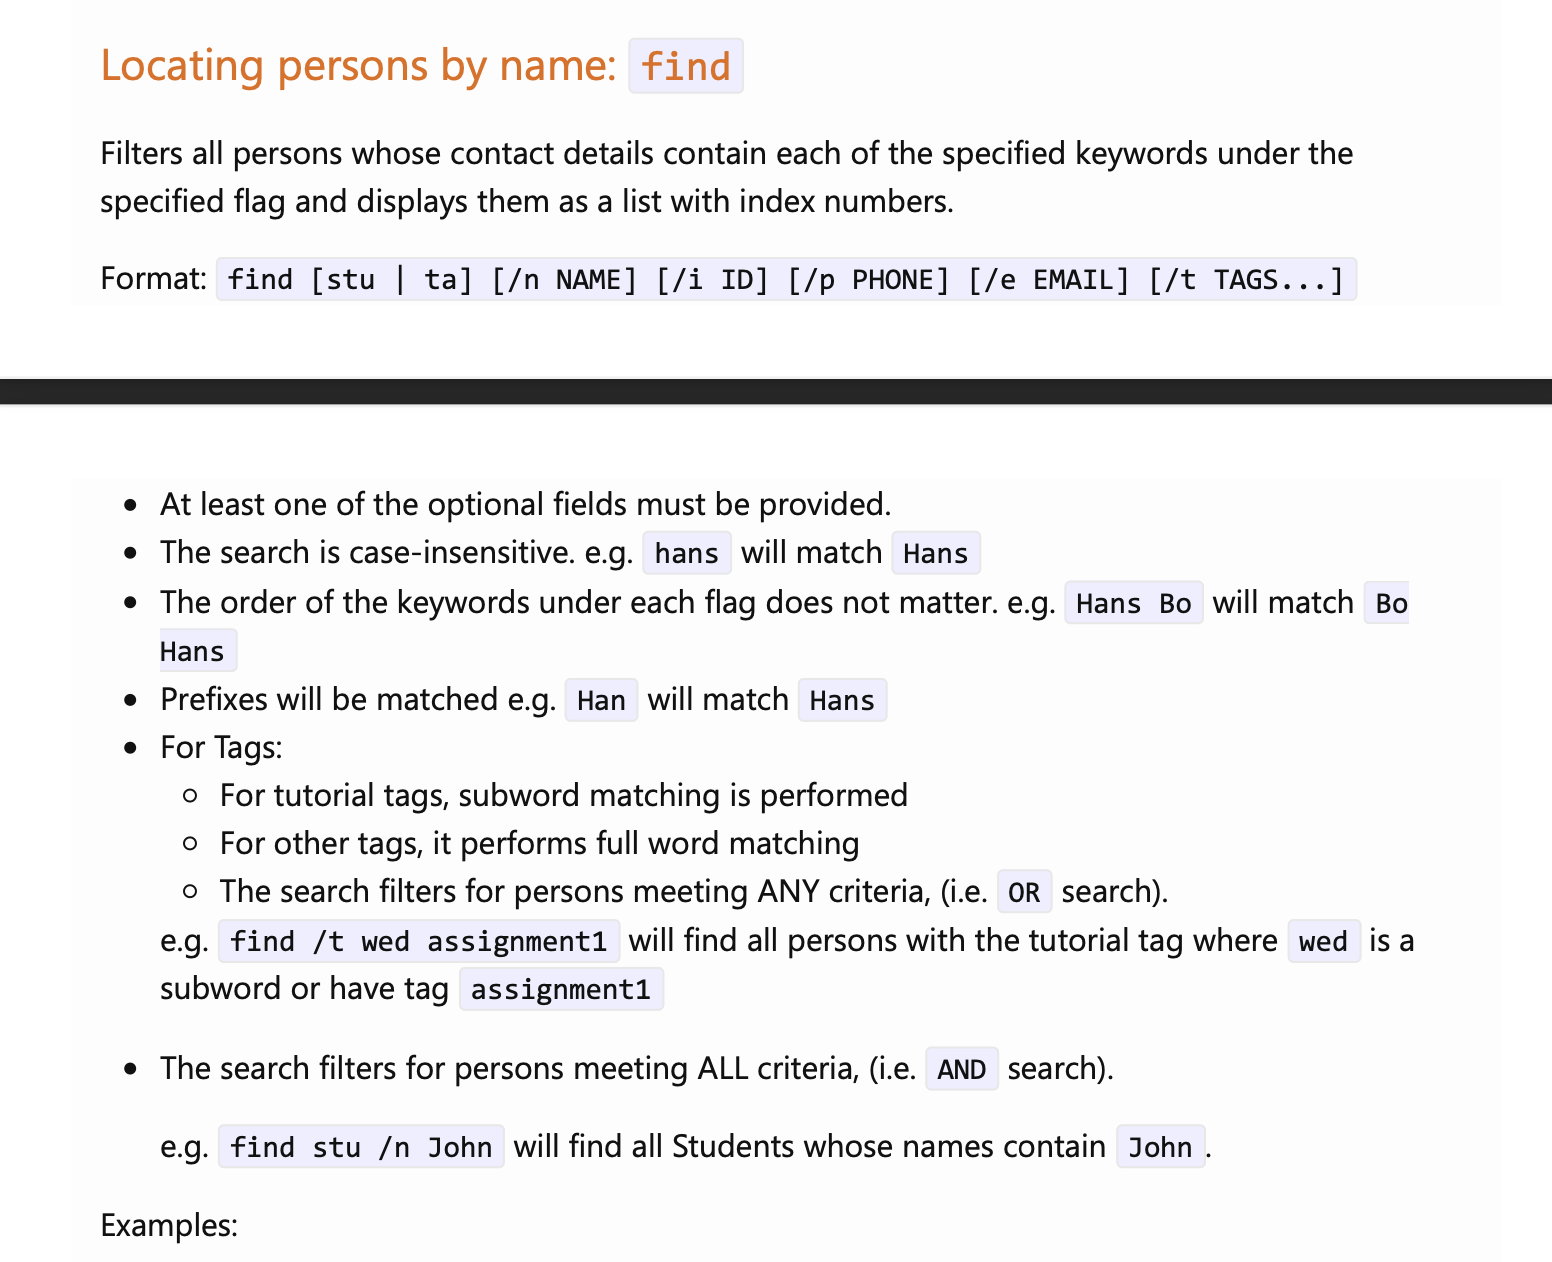 Locating persons by name: find
Filters all persons whose contact details contain each of the specified keywords under the
specified flag and displays them as a list with index numbers.
Format: find [stu | ta] [/n NAME] [/i ID] [/p PHONE] [/e EMAIL] [/t TAGS...]
• At least one of the optional fields must be provided.
• The search is case-insensitive. e.g. hans will match Hans
• The order of the keywords under each flag does not matter. e.g. Hans Bo will match Bo
Hans
• Prefixes will be matched e.g. Han will match Hans
• For Tags:
○ For tutorial tags, subword matching is performed
○ For other tags, it performs full word matching
○ The search filters for persons meeting ANY criteria, (i.e. OR search).
e.g. find /t wed assignment1 will find all persons with the tutorial tag where wed is a
subword or have tag assignment1
• The search filters for persons meeting ALL criteria, (i.e. AND search).
e.g. find stu /n John will find all Students whose names contain John.
Examples: